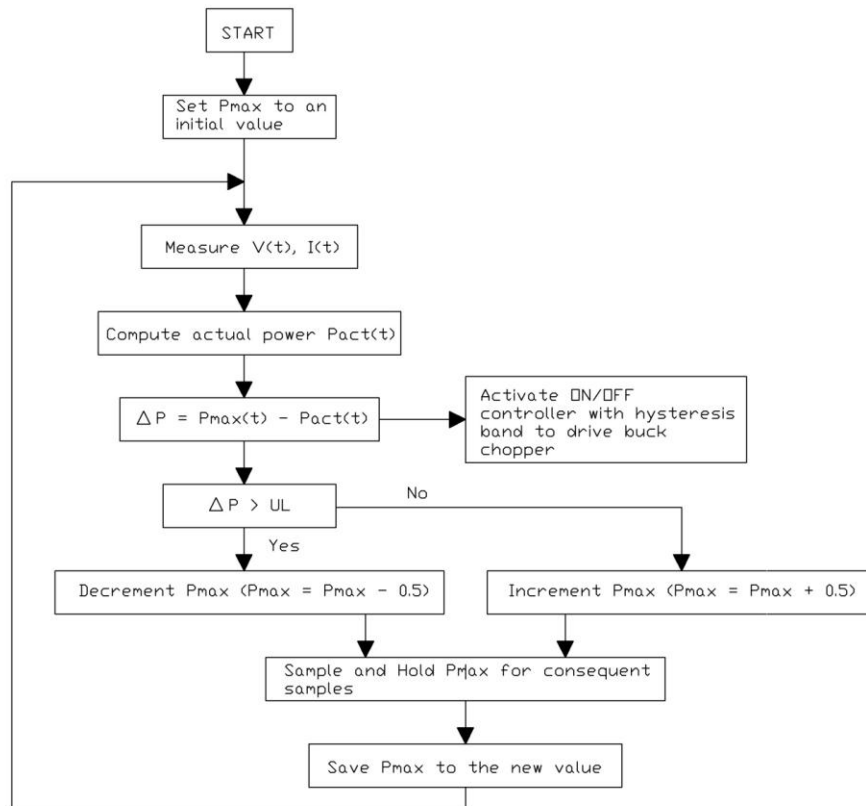 START
Set Pmax to an
initial value
Measure V(t), I(t)
Compute actual power Pact(t)
△P = Pmax(t) - Pact(t)
Activate ON/OFF
controller with hysteresis
band to drive buck
chopper
△P > UL
No
Yes
Decrement Pmax (Pmax = Pmax - 0.5)
Increment Pmax (Pmax = Pmax + 0.5)
Sample and Hold PMax for consequent
samples
Save Pmax to the new value